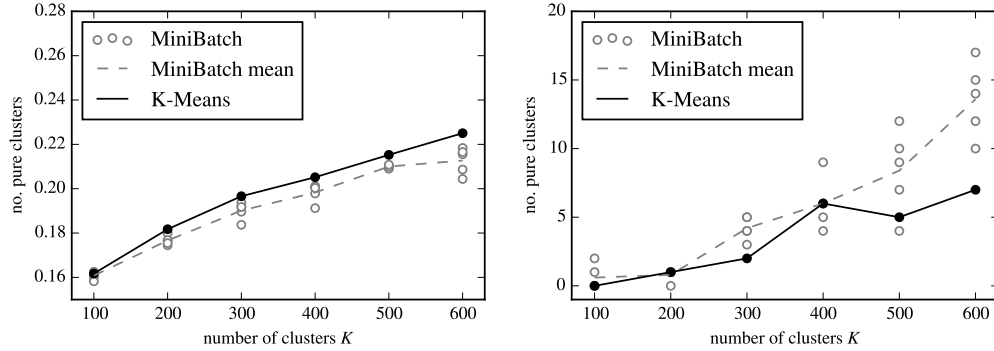 0.28
0.26
0.24
0.22
0.20
0.18
0.16
no. pure clusters
MiniBatch
MiniBatch mean
K-Means
100 200 300 400 500 600
number of clusters K
20
15
10
5
0
no. pure clusters
MiniBatch
MiniBatch mean
K-Means
100 200 300 400 500 600
number of clusters K